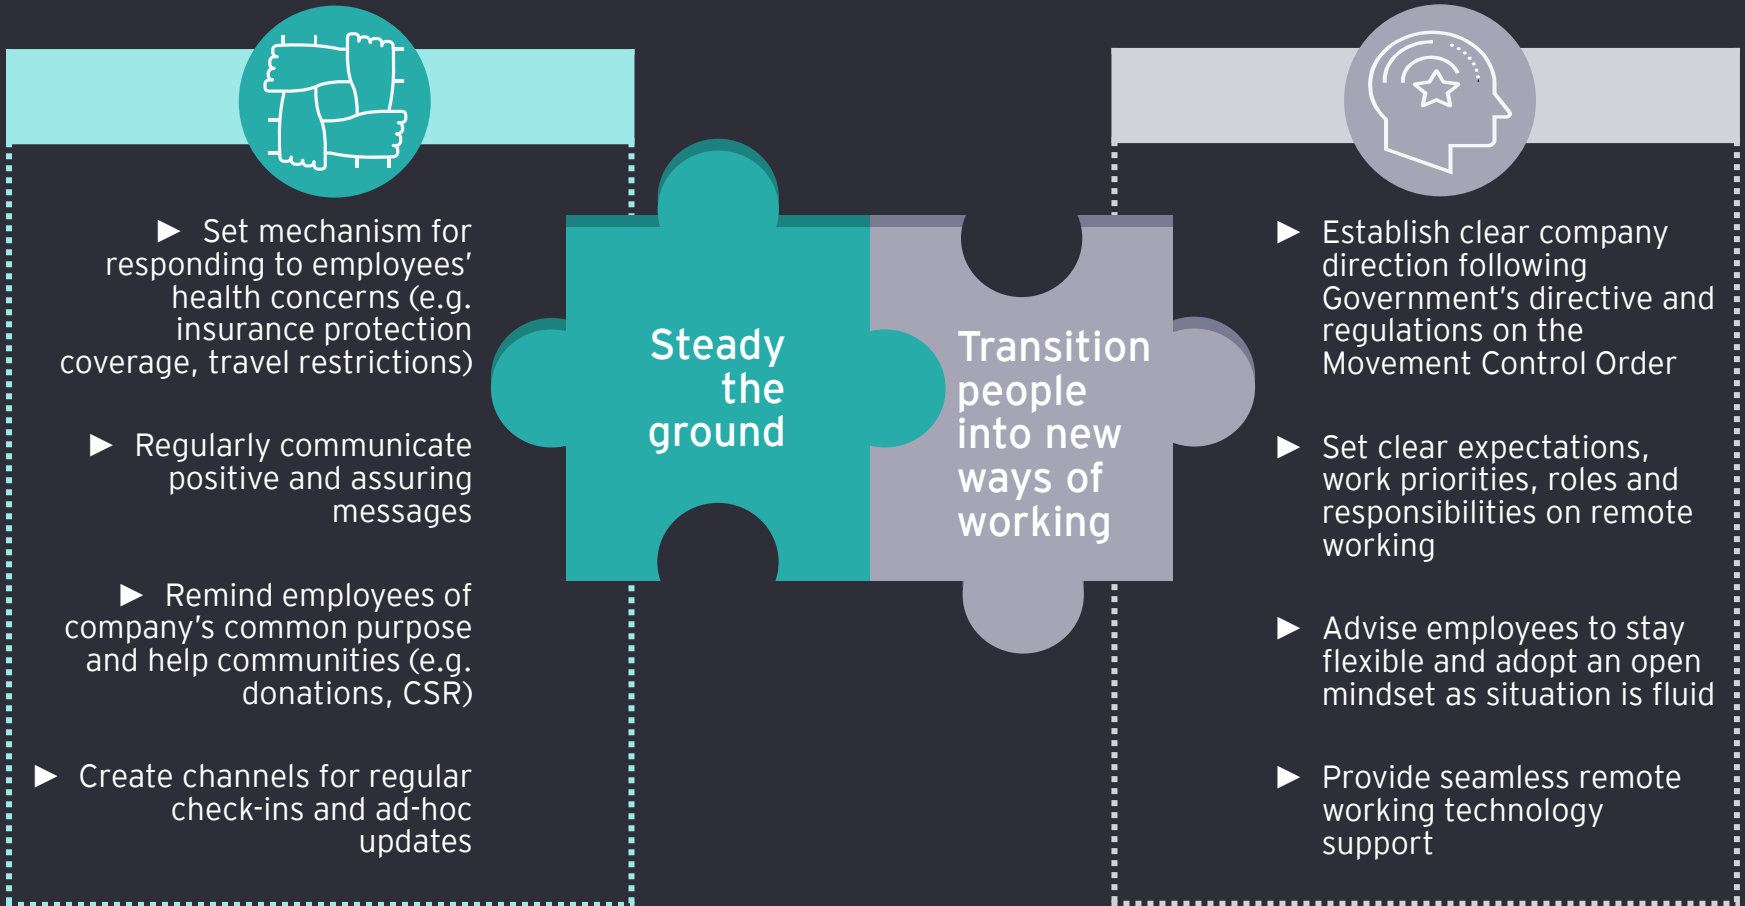 ► Set mechanism for
responding to employees’
health concerns (e.g.
insurance protection
coverage, travel restrictions)
► Regularly communicate
positive and assuring
messages
► Remind employees of
company’s common purpose
and help communities (e.g.
donations, CSR)
► Create channels for regular
check-ins and ad-hoc
updates
Steady
the
ground
Transition
people
into new
ways of
working
► Establish clear company
direction following
Government’s directive and
regulations on the
Movement Control Order
► Set clear expectations,
work priorities, roles and
responsibilities on remote
working
► Advise employees to stay
flexible and adopt an open
mindset as situation is fluid
► Provide seamless remote
working technology
support